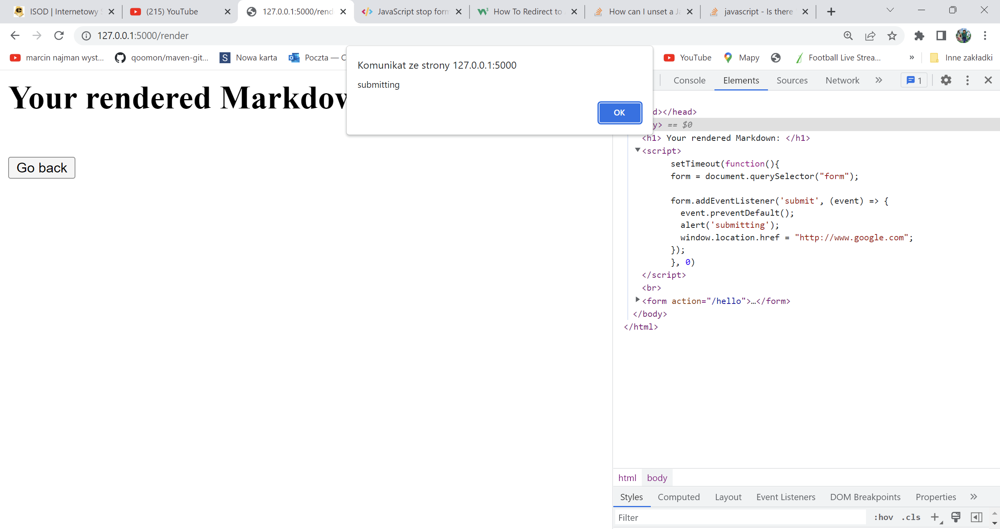 ISOD | Internetowy S
(215) YouTube
127.0.0.1:5000/rend
JavaScript stop form
How To Redirect to
How can I unset a Ja
javascript - Is there
127.0.0.1:5000/render
marcin najman wyst...
qoomon/maven-git...
S Nowa karta
Poczta — C
YouTube
Mapy
Football Live Strea...
»
Inne zakładki
Komunikat ze strony 127.0.0.1:5000
submitting
OK
Your rendered Markdow
Go back
Console
Elements
Sources
Network
»
1
d></head>
y> == $0
<h1> Your rendered Markdown: </h1>
<script>
setTimeout(function(){
form = document.querySelector("form");
form.addEventListener('submit', (event) => {
event.preventDefault();
alert('submitting');
window.location.href = "http://www.google.com";
});
}, 0)
</script>
<br>
<form action="/hello">…</form>
</body>
</html>
html body
Styles
Computed
Layout
Event Listeners
DOM Breakpoints
Properties
»
Filter
:hov .cls